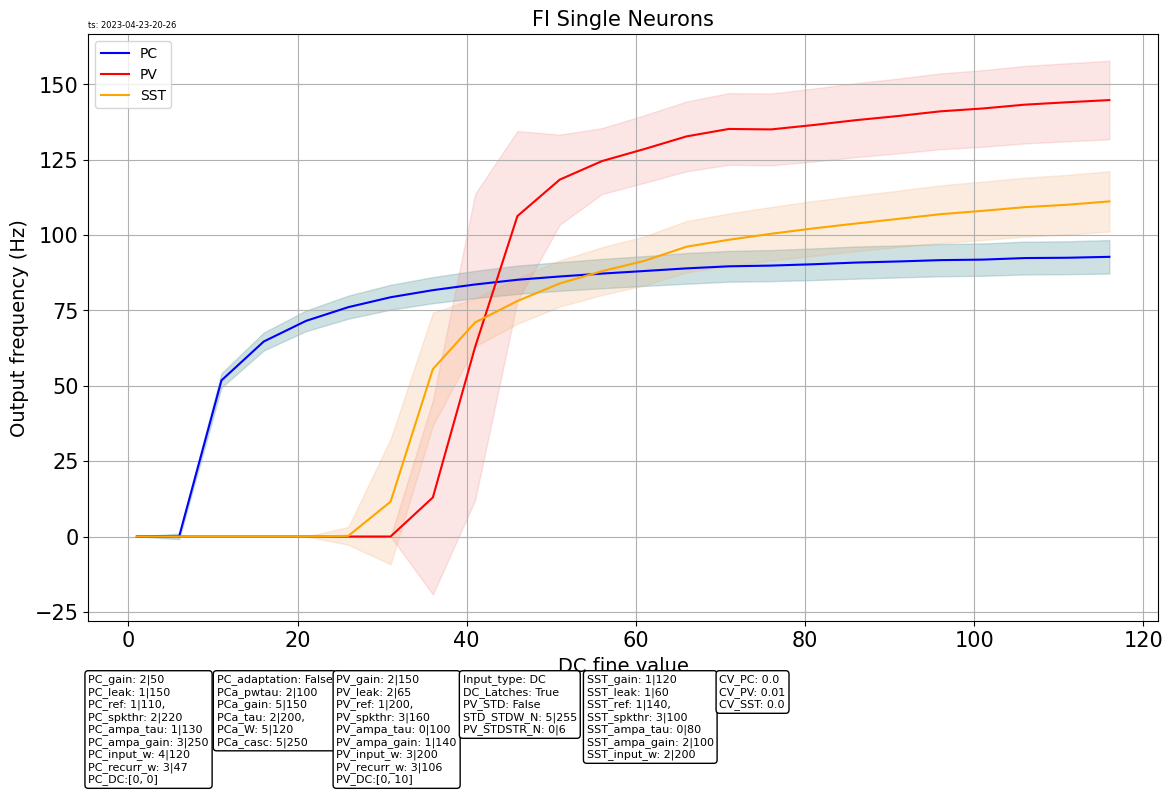 ts: 2023-04-23-20-26
FI Single Neurons
PC
PV
SST
150
125
100
75
50
25
0
−25
Output frequency (Hz)
0 20 40 60 80 100 120
DC fine value
PC_gain: 2|50
PC_leak: 1|150
PC_ref: 1|110,
PC_spkthr: 2|220
PC_ampa_tau: 1|130
PC_ampa_gain: 3|250
PC_input_w: 4|120
PC_recurr_w: 3|47
PC_DC:[0, 0]
PC_adaptation: False
PCa_pwtau: 2|100
PCa_gain: 5|150
PCa_tau: 2|200,
PCa_W: 5|120
PCa_casc: 5|250
PV_gain: 2|150
PV_leak: 2|65
PV_ref: 1|200,
PV_spkthr: 3|160
PV_ampa_tau: 0|100
PV_ampa_gain: 1|140
PV_input_w: 3|200
PV_recurr_w: 3|106
PV_DC:[0, 10]
Input_type: DC
DC_Latches: True
PV_STD: False
STD_STDW_N: 5|255
PV_STDSTR_N: 0|6
SST_gain: 1|120
SST_leak: 1|60
SST_ref: 1|140,
SST_spkthr: 3|100
SST_ampa_tau: 0|80
SST_ampa_gain: 2|100
SST_input_w: 2|200
CV_PC: 0.0
CV_PV: 0.01
CV_SST: 0.0